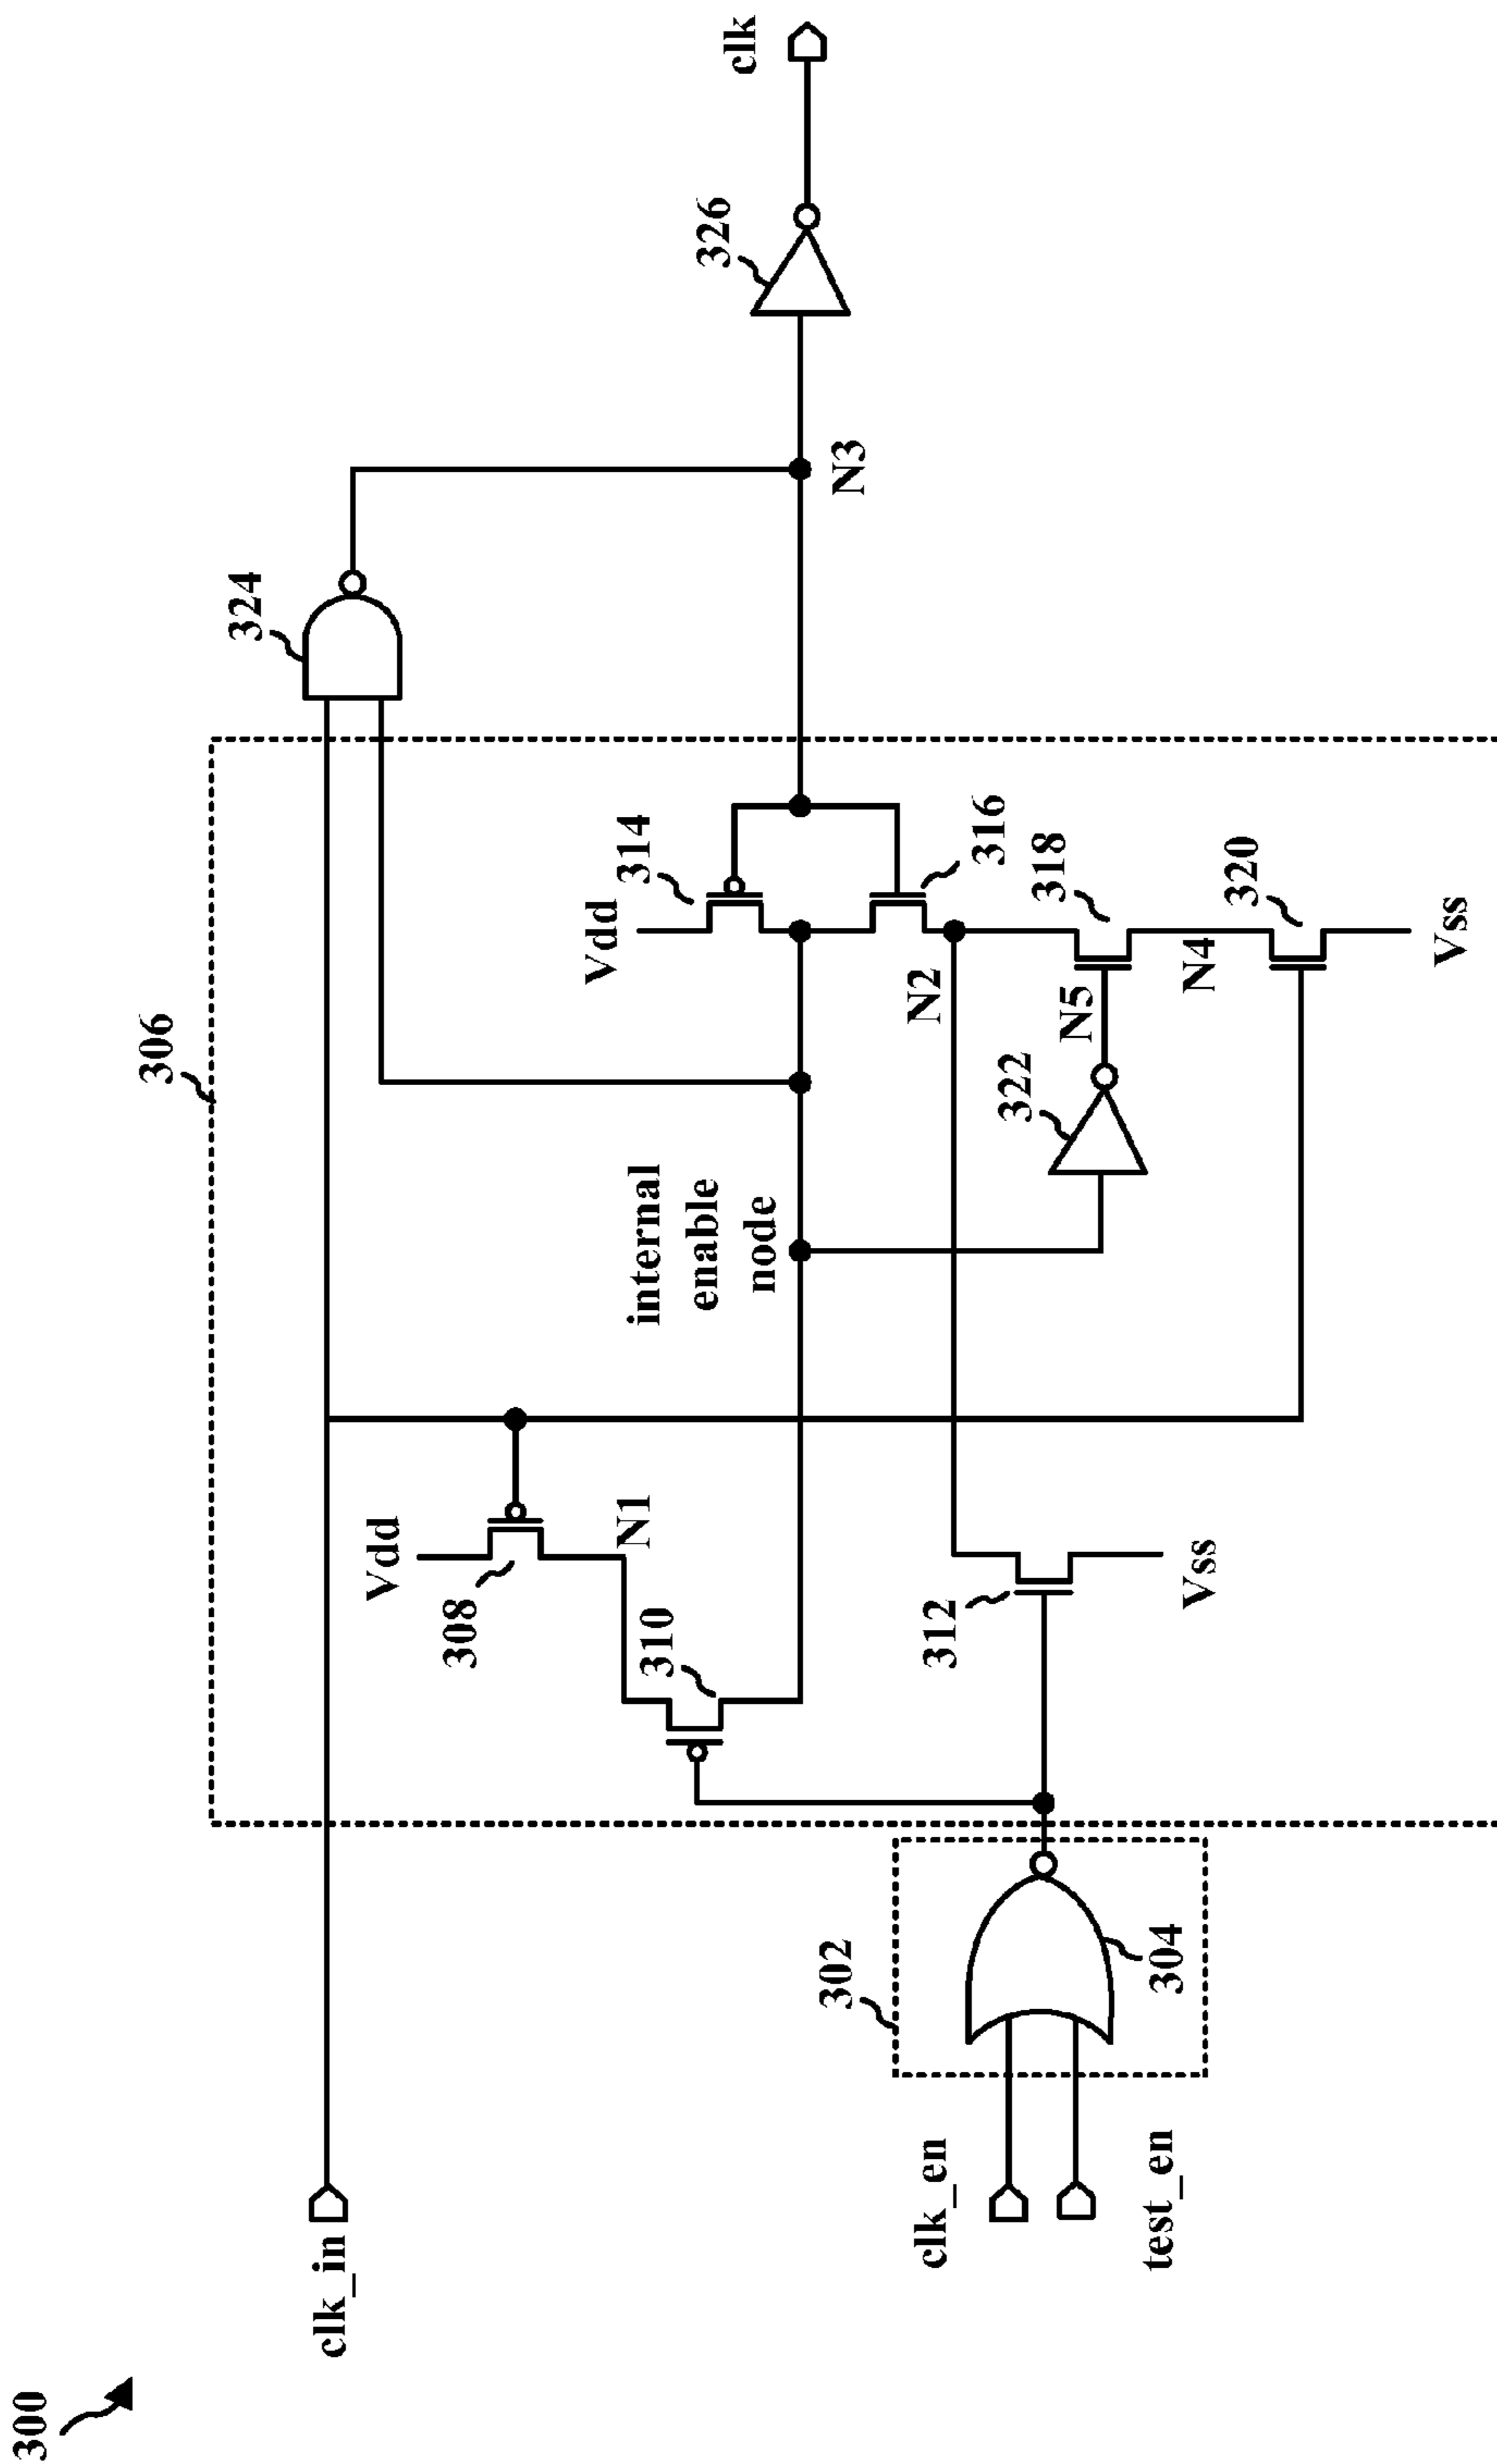 300
clk_in
clk_en
test_en
302
304
306
Vdd
308
N1
310
312
Vss
internal
enable
node
322
N5
N2
Vdd
314
316
318
N4
320
Vss
324
N3
326
clk